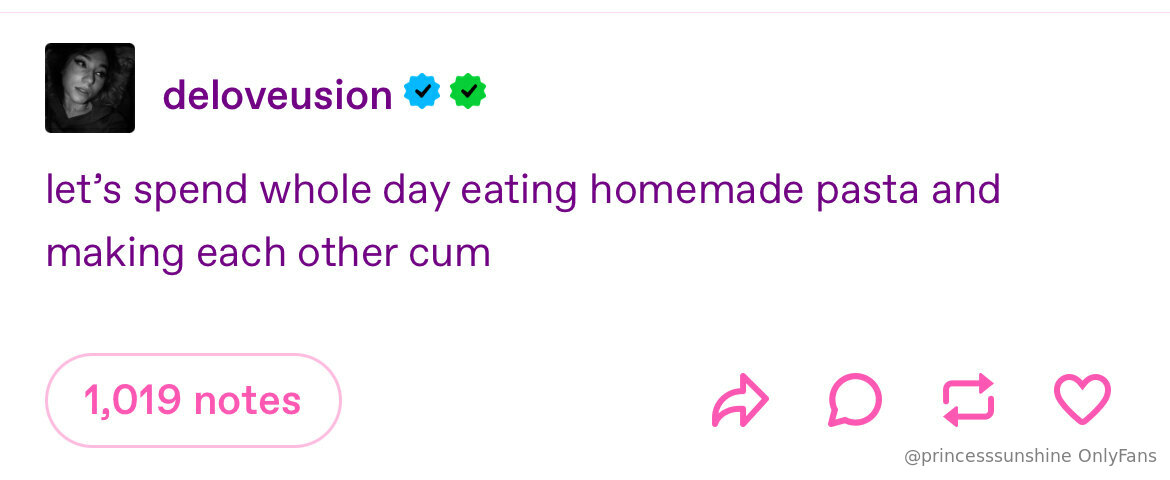 deloveusion
let’s spend whole day eating homemade pasta and
making each other cum
1,019 notes
@princesssunshine OnlyFans